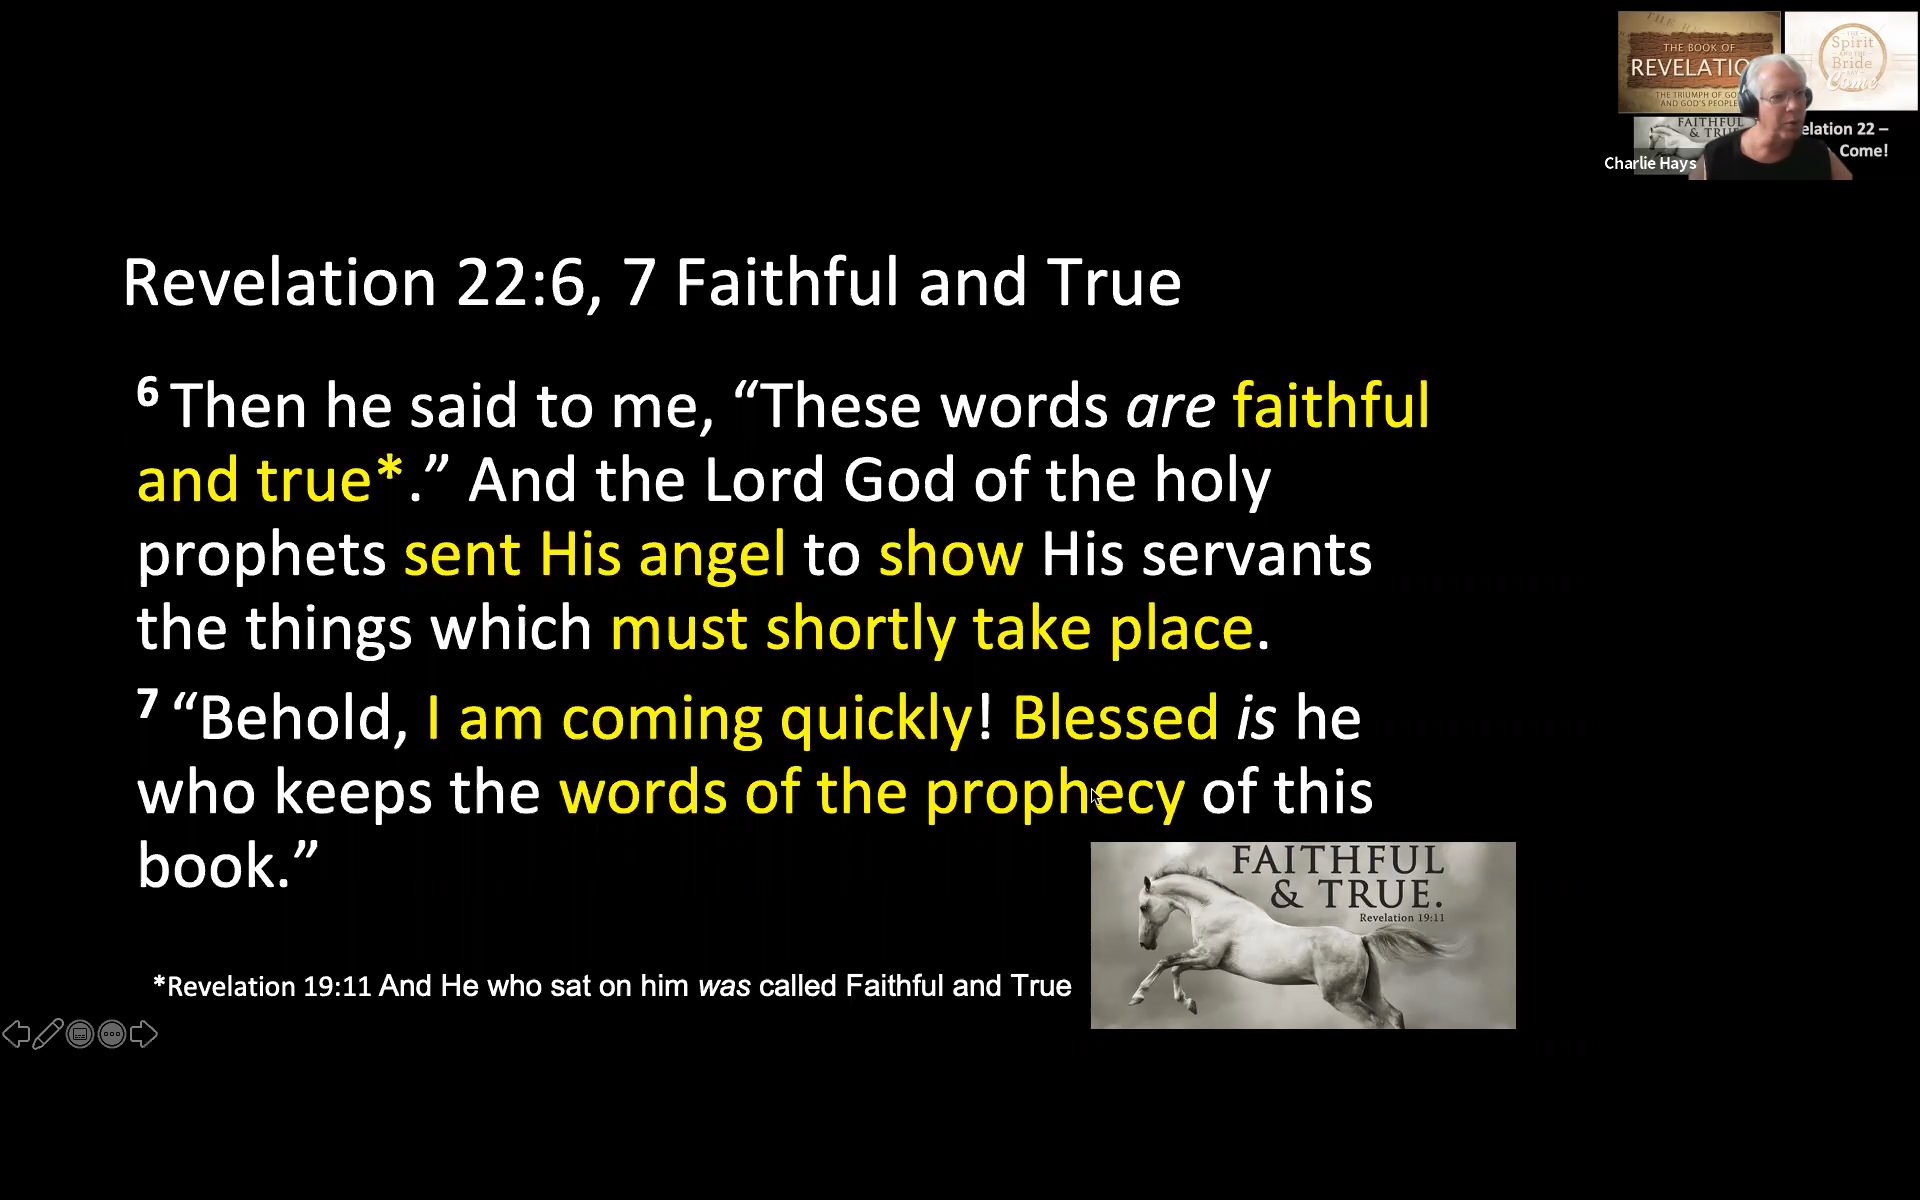 THE BOOK OF
REVELATIO
THE TRIUMPH OF GO
AND GOD'S PEOPLE
THE
Spirit
AND THE
Bride
SAY
Come
FAITHFUL
& TRU
elation 22 –
Come!
Charlie Hays
Revelation 22:6, 7 Faithful and True
6 Then he said to me, “These words are faithful
and true*.” And the Lord God of the holy
prophets sent His angel to show His servants
the things which must shortly take place.
7 “Behold, I am coming quickly! Blessed is he
who keeps the words of the prophecy of this
book.”
FAITHFUL
& TRUE.
Revelation 19:11
*Revelation 19:11 And He who sat on him was called Faithful and True